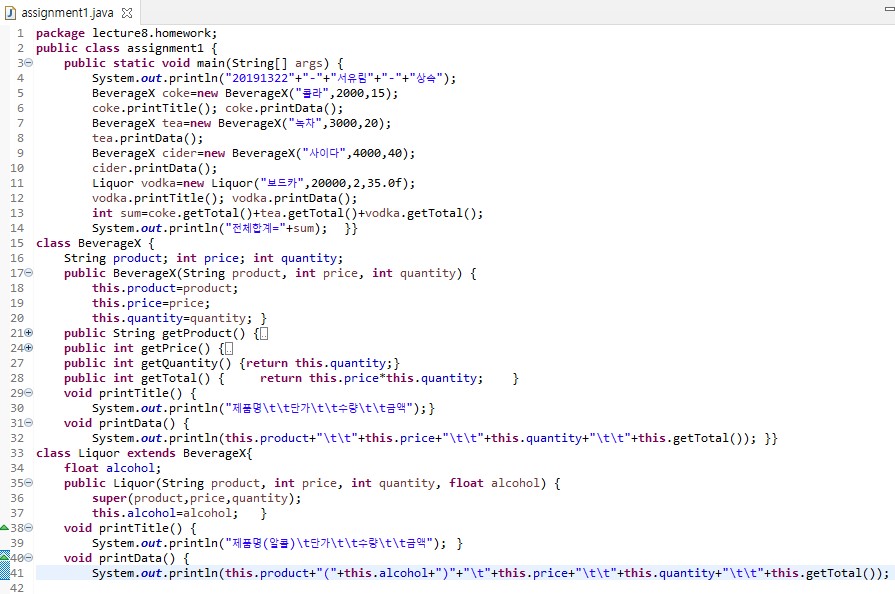 assignment1.java
1 package lecture8.homework;
2 public class assignment1 {
3 public static void main(String[] args) {
4 System.out.println("20191322"+"-"+"서유림"+"-"+"상속");
5 BeverageX coke=new BeverageX("콜라",2000,15);
6 coke.printTitle(); coke.printData();
7 BeverageX tea=new BeverageX("녹차",3000,20);
8 tea.printData();
9 BeverageX cider=new BeverageX("사이다",4000,40);
10 cider.printData();
11 Liquor vodka=new Liquor("보드카",20000,2,35.0f);
12 vodka.printTitle(); vodka.printData();
13 int sum=coke.getTotal()+tea.getTotal()+vodka.getTotal();
14 System.out.println("전체합계="+sum); }}
15 class BeverageX {
16 String product; int price; int quantity;
17 public BeverageX(String product, int price, int quantity) {
18 this.product=product;
19 this.price=price;
20 this.quantity=quantity; }
21 public String getProduct() {
24 public int getPrice() {
27 public int getQuantity() {return this.quantity;}
28 public int getTotal() { return this.price*this.quantity; }
29 void printTitle() {
30 System.out.println("제품명\t\t단가\t\t수량\t\t금액");}
31 void printData() {
32 System.out.println(this.product+"\t\t"+this.price+"\t\t"+this.quantity+"\t\t"+this.getTotal()); }}
33 class Liquor extends BeverageX{
34 float alcohol;
35 public Liquor(String product, int price, int quantity, float alcohol) {
36 super(product,price,quantity);
37 this.alcohol=alcohol; }
38 void printTitle() {
39 System.out.println("제품명(알콜)\t단가\t\t수량\t\t금액"); }
40 void printData() {
41 System.out.println(this.product+"("+this.alcohol+")"+"\t"+this.price+"\t\t"+this.quantity+"\t\t"+this.getTotal());
42